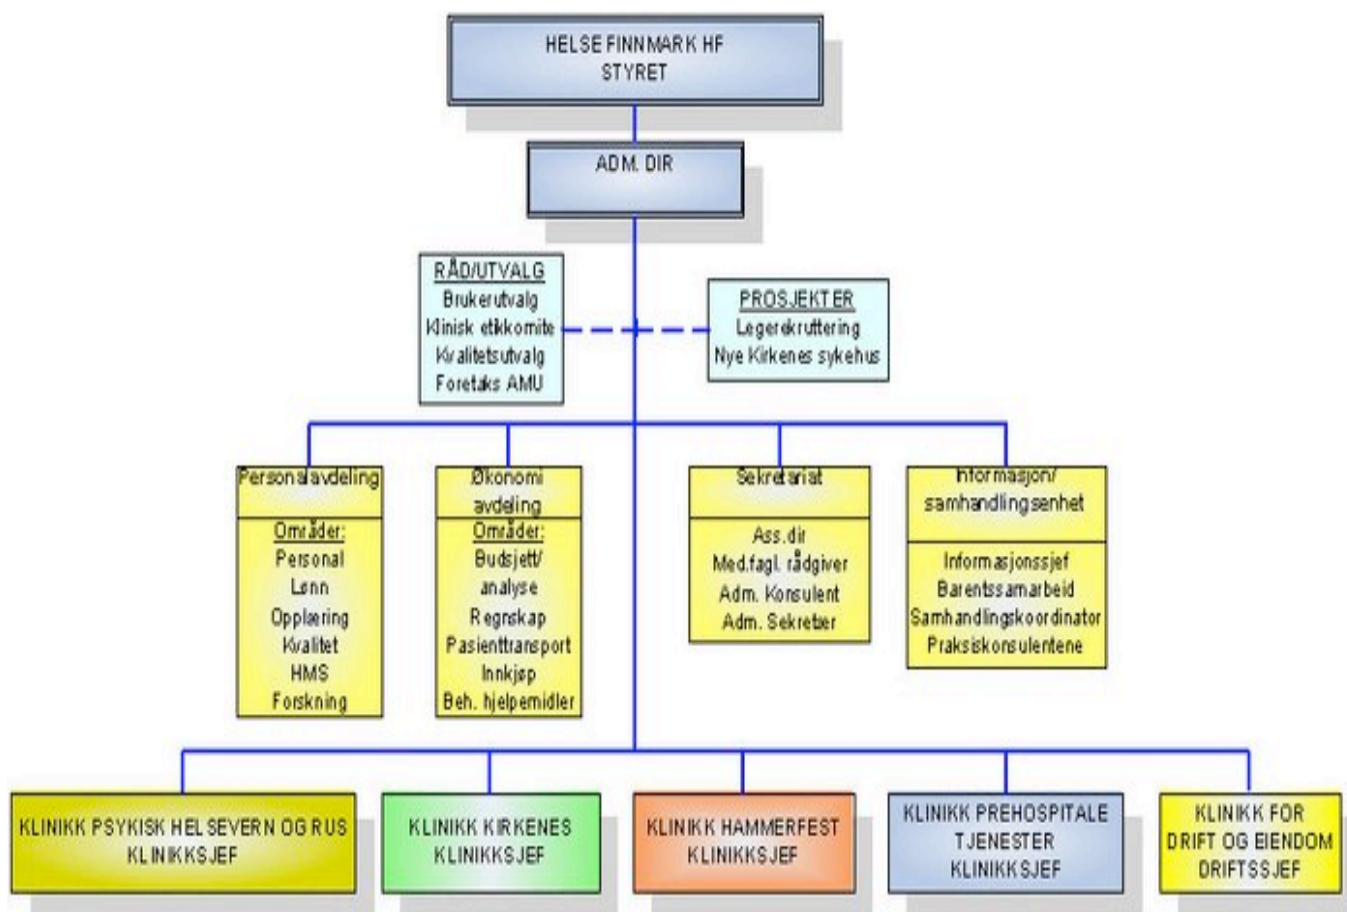 HELSE FINNMARK HF
STYRET
ADM. DIR
RÅD/UTVALG
Brukerutvalg
Klinisk etikkomite
Kvalitetsutvalg
Foretaks AMU
PROSJEKTER
Legerekruttering
Nye Kirkenes sykehus
Personalavdeling
Områder:
Personal
Lønn
Opplæring
Kvalitet
HMS
Forskning
Økonomi
avdeling
Områder:
Budsjett/
analyse
Regnskap
Pasienttransport
Innkjøp
Beh. hjelpemidler
Sekretariat
Ass.dir
Med.fagl. rådgiver
Adm. Konsulent
Adm. Sekretær
Informasjon/
samhandlingsenhet
Informasjonssjef
Barentssamarbeid
Samhandlingskoordinator
Praksiskonsulentene
KLINIKK PSYKISK HELSEVERN OG RUS
KLINIKKSJEF
KLINIKK KIRKENES
KLINIKKSJEF
KLINIKK HAMMERFEST
KLINIKKSJEF
KLINIKK PREHOSPITALE
TJENESTER
KLINIKKSJEF
KLINIKK FOR
DRIFT OG EIENDOM
DRIFTSSJEF